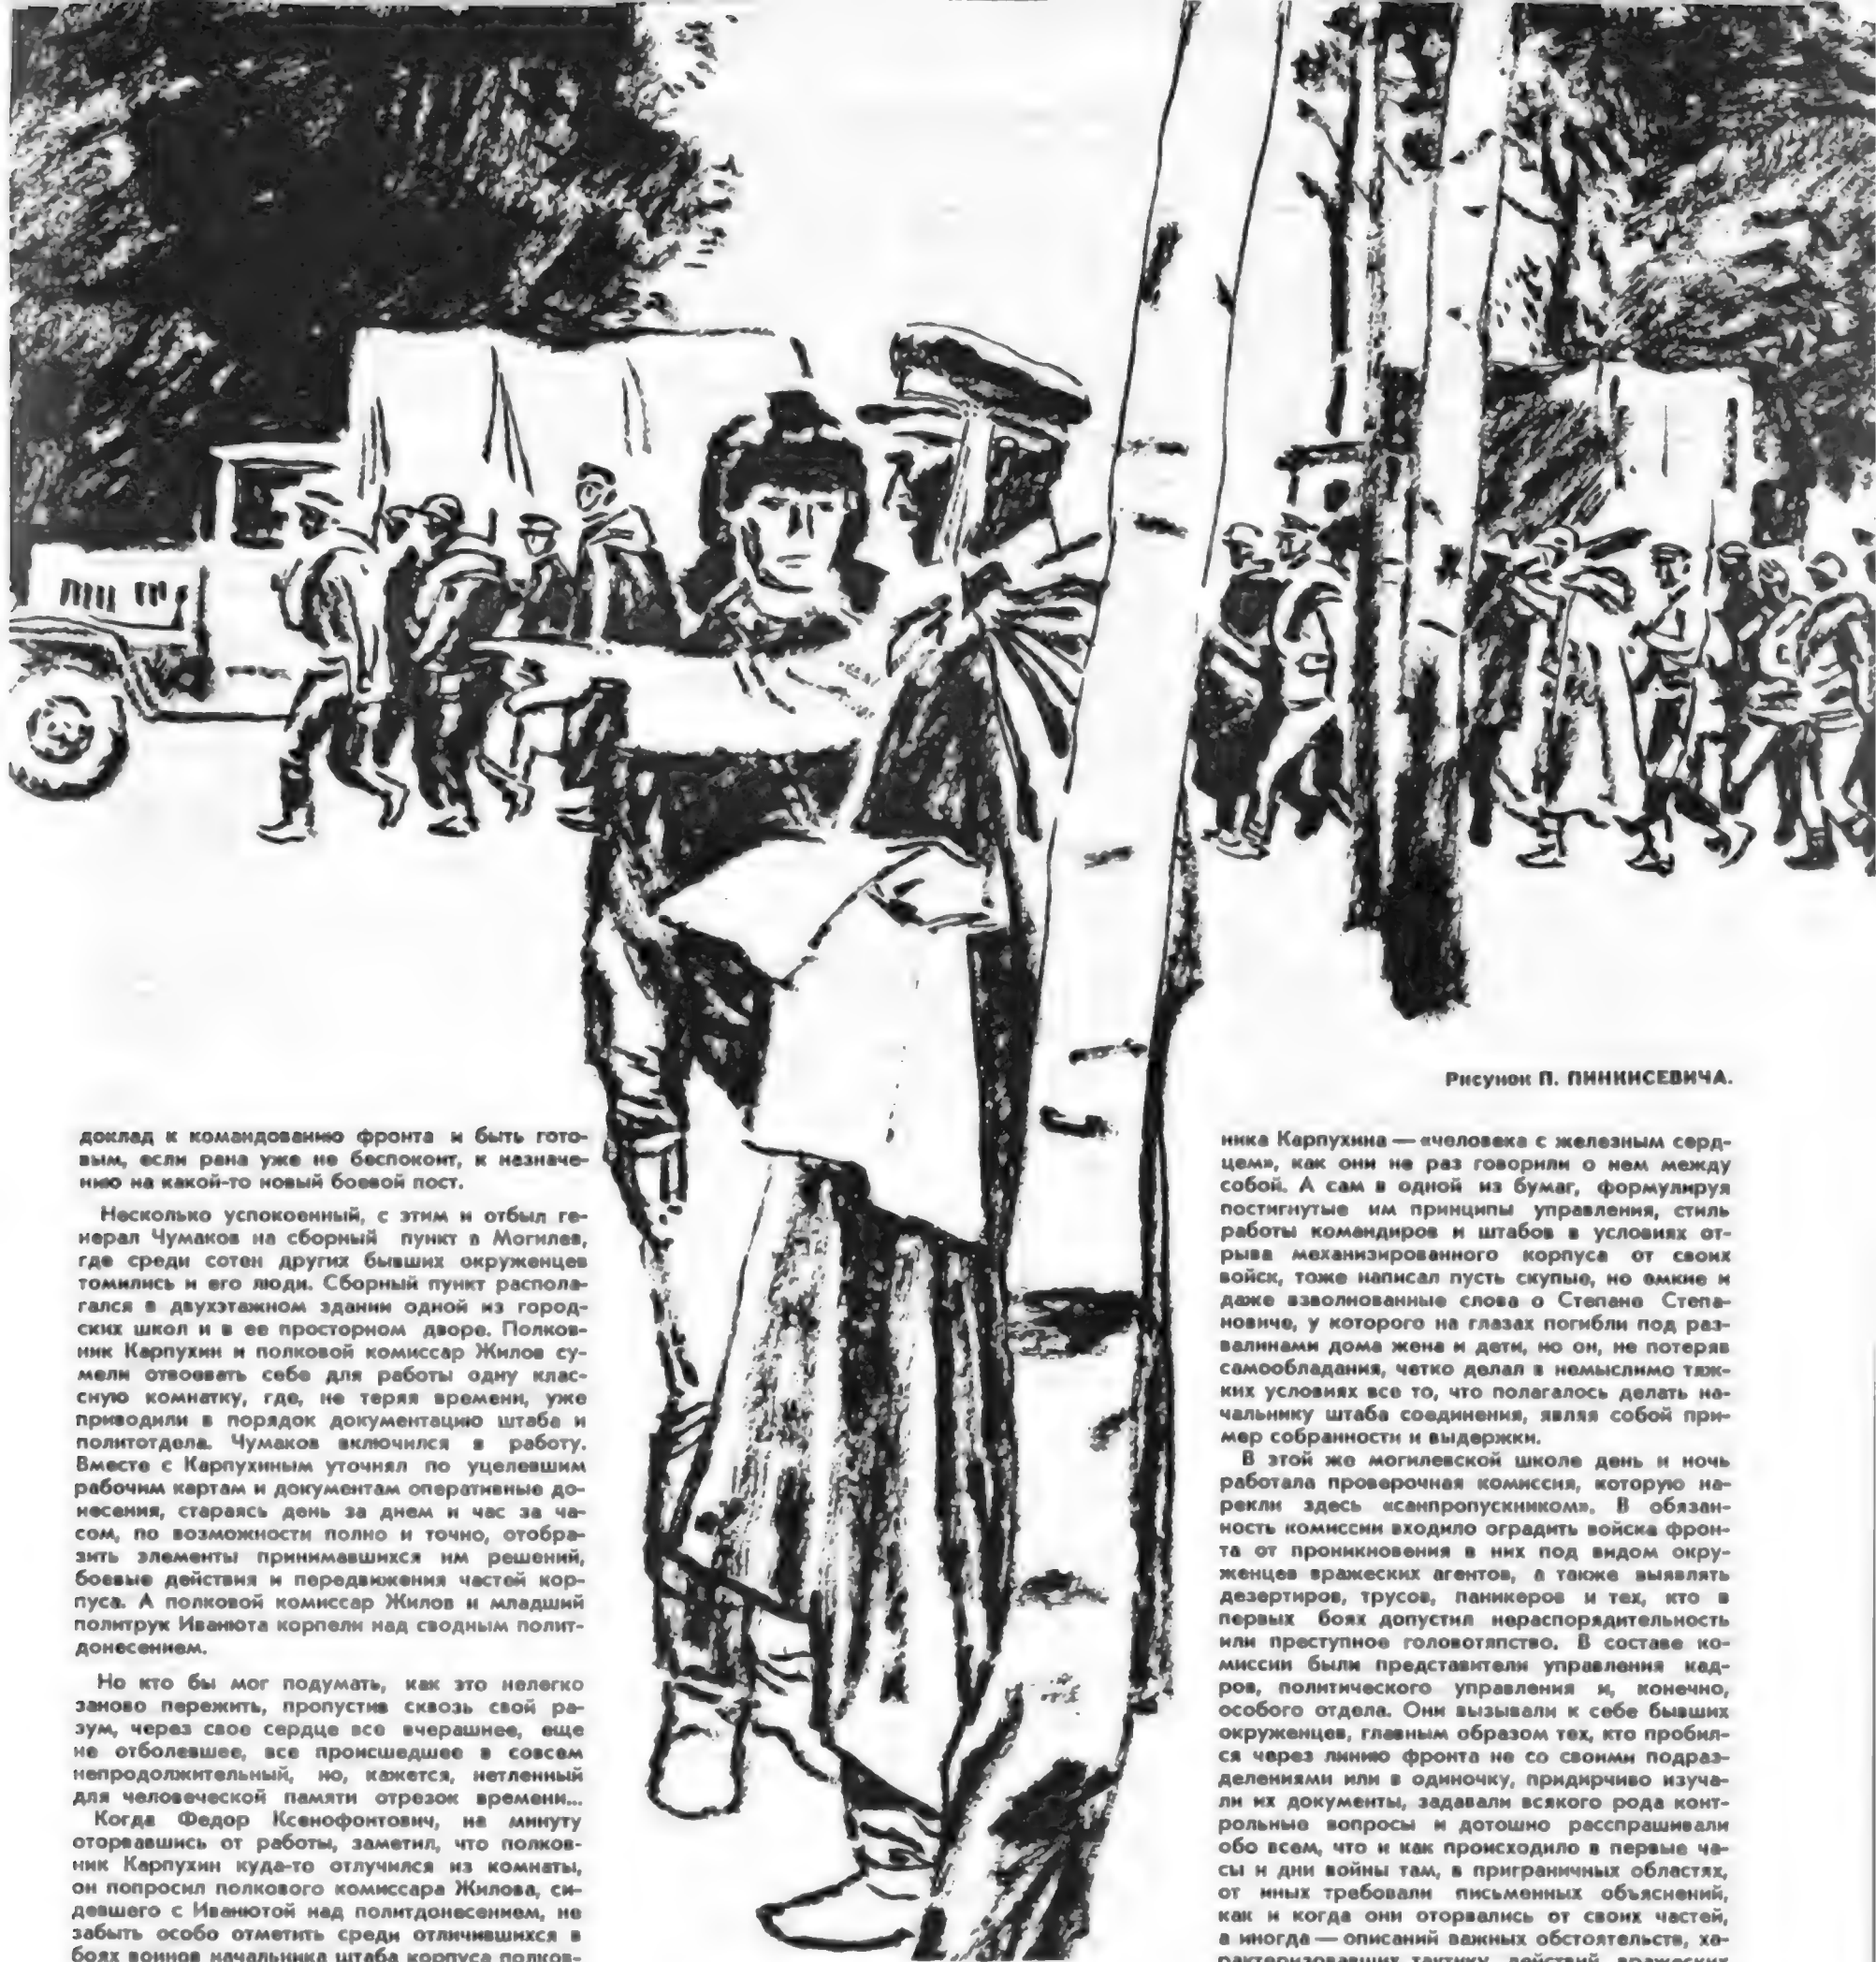 Рисунок П. ПИНКИСЕВИЧА.
доклад к командованию фронта и быть гото-
вым, если рана уже не беспокоит, к назначе-
нию на какой-то новый боевой пост.
Несколько успокоенный, с этим и отбыл ге-
нерал Чумаков на сборный пункт в Могилев,
где среди сотен других бывших окруженцев
томились и его люди. Сборный пункт распола-
гался в двухэтажном здании одной из город-
ских школ и в ее просторном дворе. Полков-
ник Карпухин и полковой комиссар Жилов су-
мели отвоевать себе для работы одну клас-
сную комнатку, где, не теряя времени, уже
приводили в порядок документацию штаба и
политотдела. Чумаков включился в работу.
Вместе с Карпухиным уточнял по уцелевшим
рабочим картам и документам оперативные до-
несения, стараясь день за днем и час за ча-
сом, по возможности полно и точно, отобра-
зить элементы принимавшихся им решений,
боевые действия и передвижения частей кор-
пуса. А полковой комиссар Жилов и младший
политрук Иванюта корпели над сводным полит-
донесением.
Но кто бы мог подумать, как это нелегко
заново пережить, пропустив сквозь свой ра-
зум, через свое сердце все вчерашнее, еще
не отболевшее, все происшедшее в совсем
непродолжительный, но, кажется, нетленный
для человеческой памяти отрезок времени...
Когда Федор Ксенофонтович, на минуту
оторвавшись от работы, заметил, что полков-
ник Карпухин куда-то отлучился из комнаты,
он попросил полкового комиссара Жилова, си-
девшего с Иванютой над политдонесением, не
забыть особо отметить среди отличившихся в
боях воинов начальника штаба корпуса полков-
ника Карпухина — «человека с железным серд-
цем», как они не раз говорили о нем между
собой. А сам в одной из бумаг, формулируя
постигнутые им принципы управления, стиль
работы командиров и штабов в условиях от-
рыва механизированного корпуса от своих
войск, тоже написал пусть скупые, но емкие и
даже взволнованные слова о Степане Степа-
новиче, у которого на глазах погибли под раз-
валинами дома жена и дети, но он, не потеряв
самообладания, четко делал в немыслимо тяж-
ких условиях все то, что полагалось делать на-
чальнику штаба соединения, являя собой при-
мер собранности и выдержки.
В этой же могилевской школе день и ночь
работала проверочная комиссия, которую на-
рекли здесь «санпропускником». В обязан-
ность комиссии входило оградить войска фрон-
та от проникновения в них под видом окру-
женцев вражеских агентов, а также выявлять
дезертиров, трусов, паникеров и тех, кто в
первых боях допустил нераспорядительность
или преступное головотяпство. В составе ко-
миссии были представители управления кад-
ров, политического управления и, конечно,
особого отдела. Они вызывали к себе бывших
окруженцев, главным образом тех, кто пробил-
ся через линию фронта не со своими подраз-
делениями или в одиночку, придирчиво изуча-
ли их документы, задавали всякого рода конт-
рольные вопросы и дотошно расспрашивали
обо всем, что и как происходило в первые ча-
сы и дни войны там, в приграничных областях,
от иных требовали письменных объяснений,
как и когда они оторвались от своих частей,
а иногда — описаний важных обстоятельств, ха-
рактеризовавших тактику действий вражеских